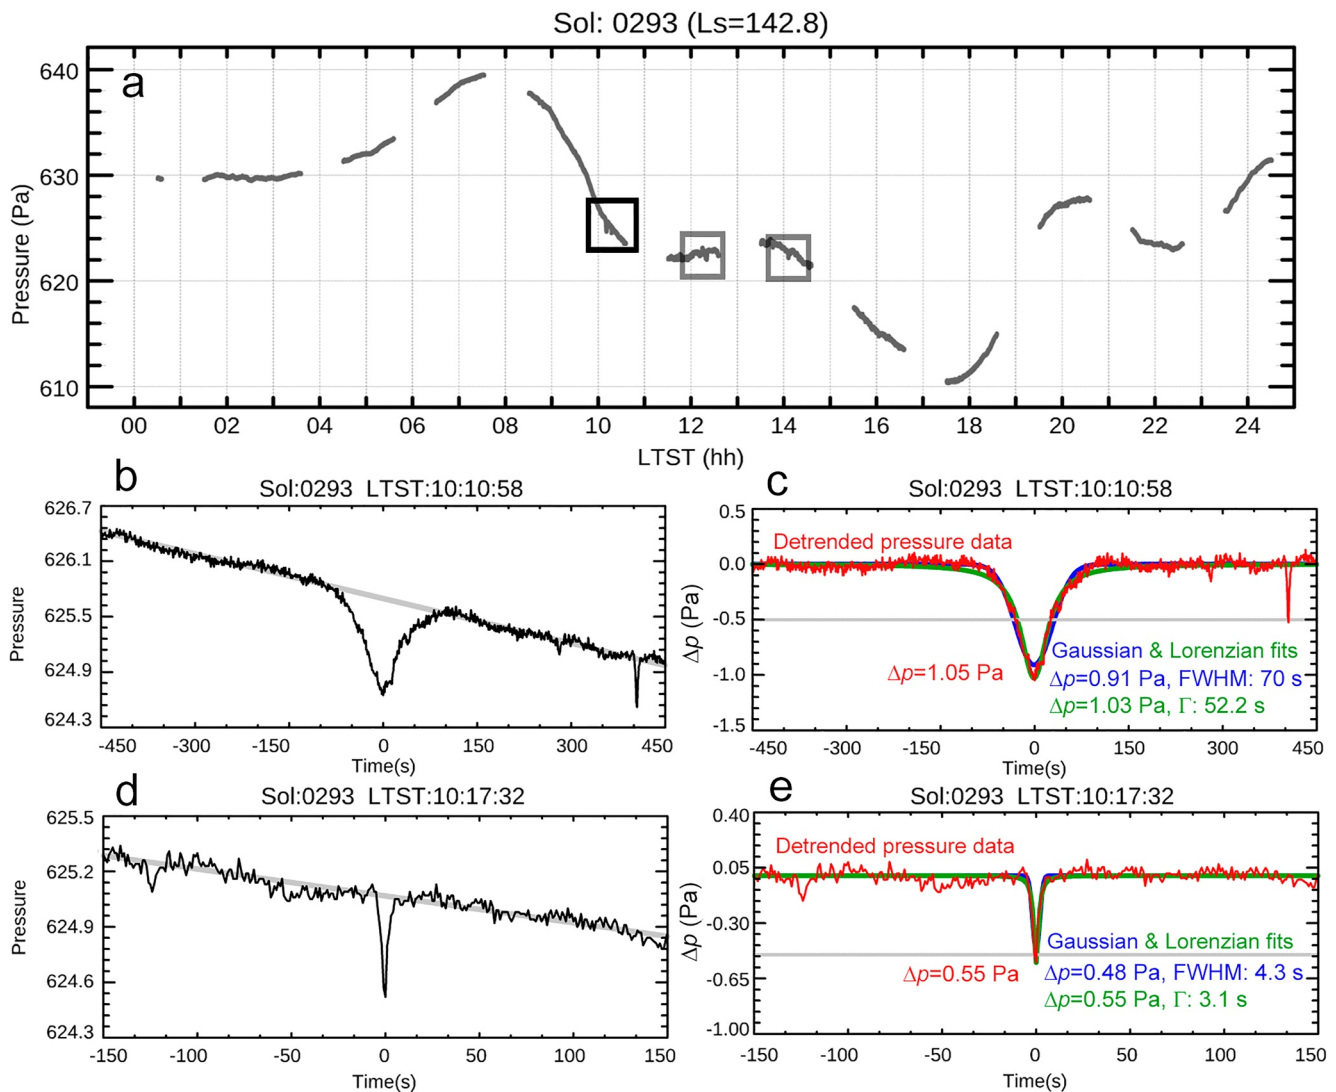 Sol: 0293 (Ls=142.8)
a
640
630
620
610
Pressure (Pa)
00 02 04 06 08 10 12 14 16 18 20 22 24
LTST (hh)
b
Sol:0293 LTST:10:10:58
626.7
626.1
625.5
624.9
624.3
Pressure
-450 -300 -150 0 150 300 450
Time(s)
c
Sol:0293 LTST:10:10:58
0.5
0.0
-0.5
-1.0
-1.5
Δp (Pa)
Detrended pressure data
Gaussian & Lorenzian fits
Δp=1.05 Pa
Δp=0.91 Pa, FWHM: 70 s
Δp=1.03 Pa, Γ: 52.2 s
-450 -300 -150 0 150 300 450
Time(s)
d
Sol:0293 LTST:10:17:32
625.5
625.2
624.9
624.6
624.3
Pressure
-150 -100 -50 0 50 100 150
Time(s)
e
Sol:0293 LTST:10:17:32
0.40
0.05
-0.30
-0.65
-1.00
Δp (Pa)
Detrended pressure data
Gaussian & Lorenzian fits
Δp=0.55 Pa
Δp=0.48 Pa, FWHM: 4.3 s
Δp=0.55 Pa, Γ: 3.1 s
-150 -100 -50 0 50 100 150
Time(s)